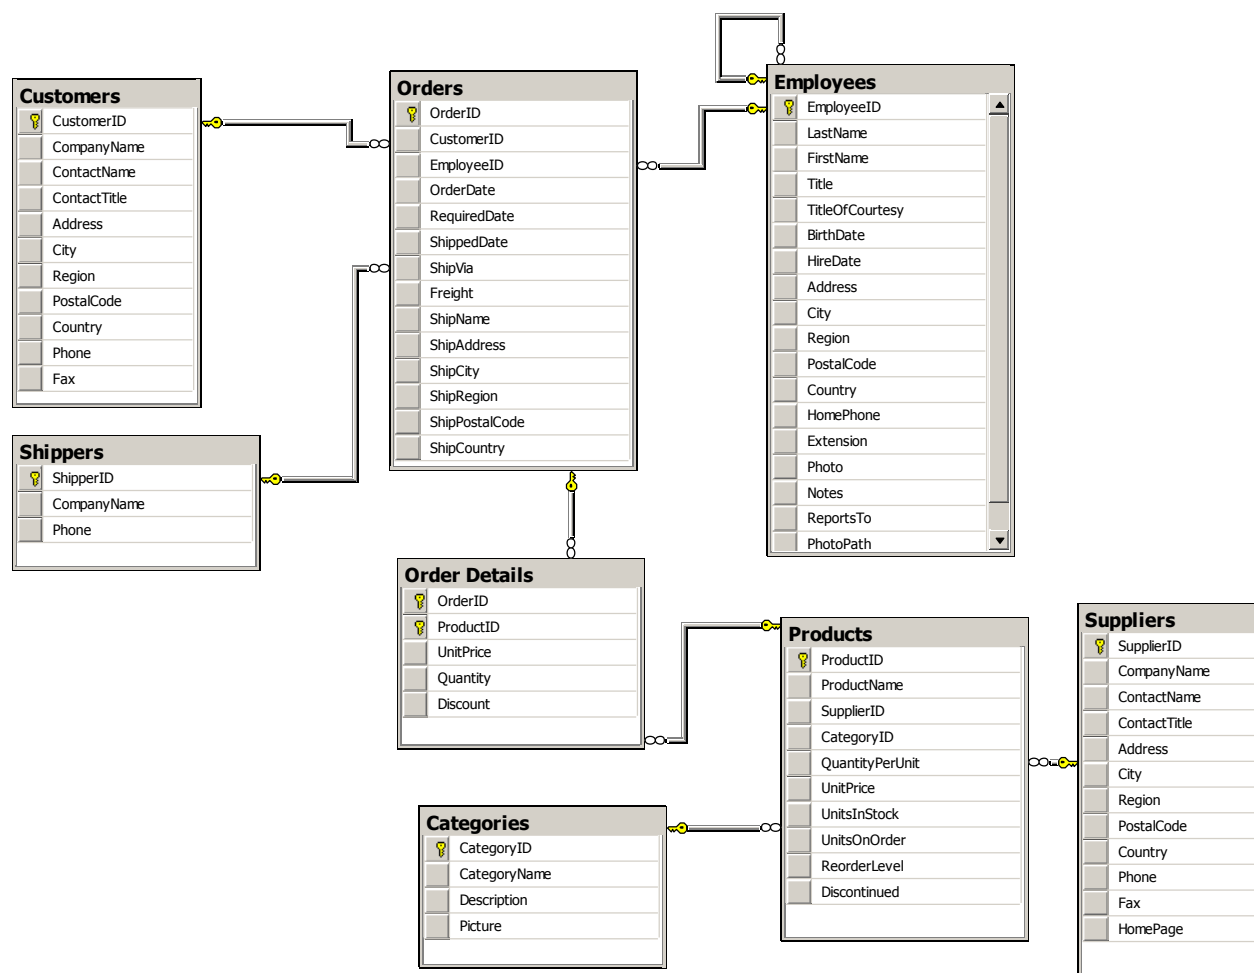 Customers
CustomerID
CompanyName
ContactName
ContactTitle
Address
City
Region
PostalCode
Country
Phone
Fax
Shippers
ShipperID
CompanyName
Phone
Orders
OrderID
CustomerID
EmployeeID
OrderDate
RequiredDate
ShippedDate
ShipVia
Freight
ShipName
ShipAddress
ShipCity
ShipRegion
ShipPostalCode
ShipCountry
Employees
EmployeeID
LastName
FirstName
Title
TitleOfCourtesy
BirthDate
HireDate
Address
City
Region
PostalCode
Country
HomePhone
Extension
Photo
Notes
ReportsTo
PhotoPath
Order Details
OrderID
ProductID
UnitPrice
Quantity
Discount
Products
ProductID
ProductName
SupplierID
CategoryID
QuantityPerUnit
UnitPrice
UnitsInStock
UnitsOnOrder
ReorderLevel
Discontinued
Suppliers
SupplierID
CompanyName
ContactName
ContactTitle
Address
City
Region
PostalCode
Country
Phone
Fax
HomePage
Categories
CategoryID
CategoryName
Description
Picture